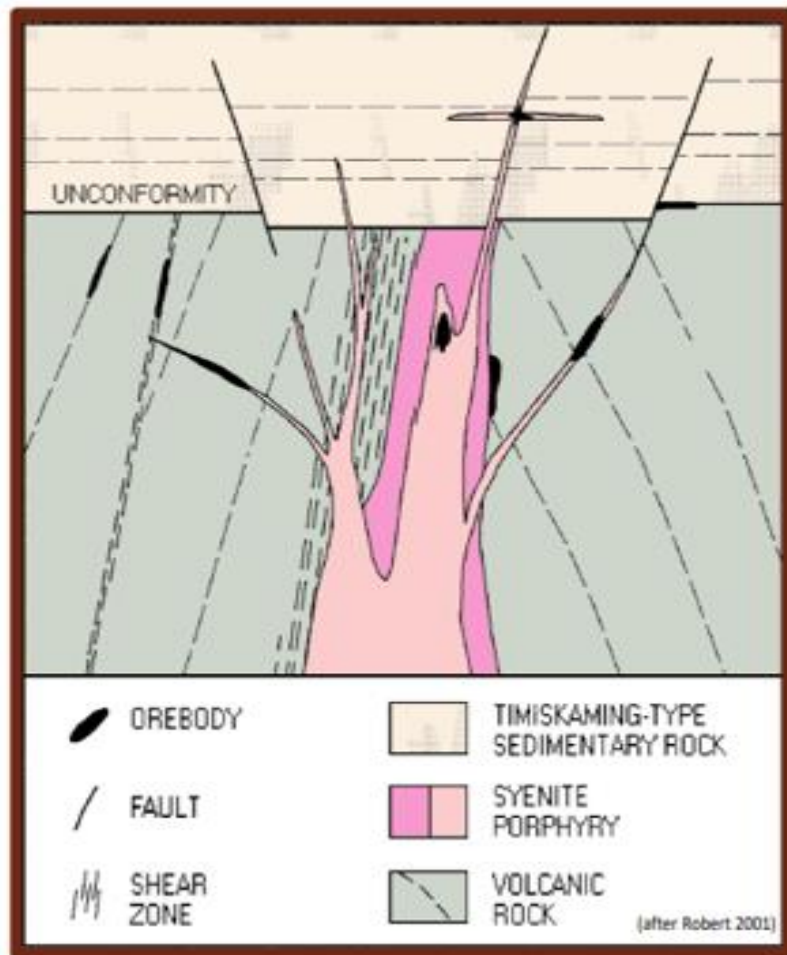 UNCONFORMITY
OREBODY
FAULT
SHEAR
ZONE
TIMiSKAMING-TYPE
SEDIMENTARY ROCK
SYENITE
PORPHYRY
VOLCANIC
ROCK
(after Robert 2001)